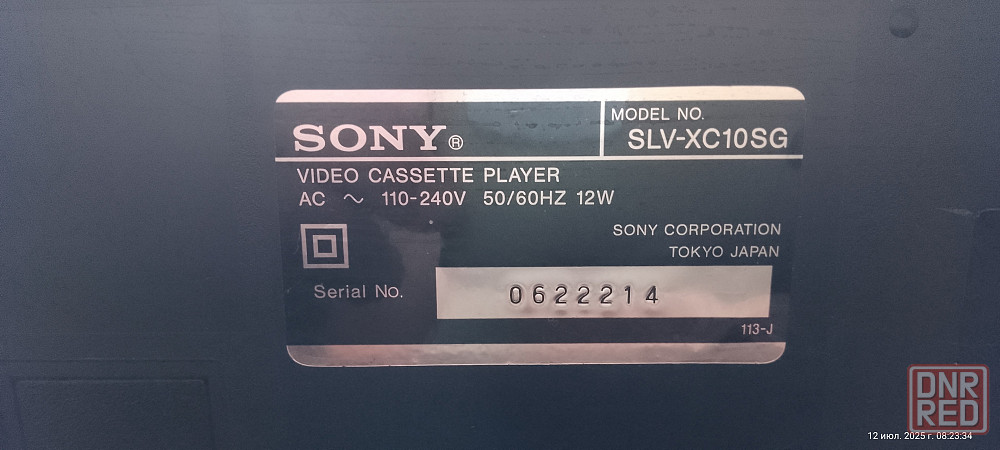 SONY®
MODEL NO.
SLV-XC10SG
VIDEO CASSETTE PLAYER
AC ～ 110-240V 50/60HZ 12W
SONY CORPORATION
TOKYO JAPAN
Serial No. 0622214
113-J
DNR
RED
12 июл. 2025 г. 08:23:34